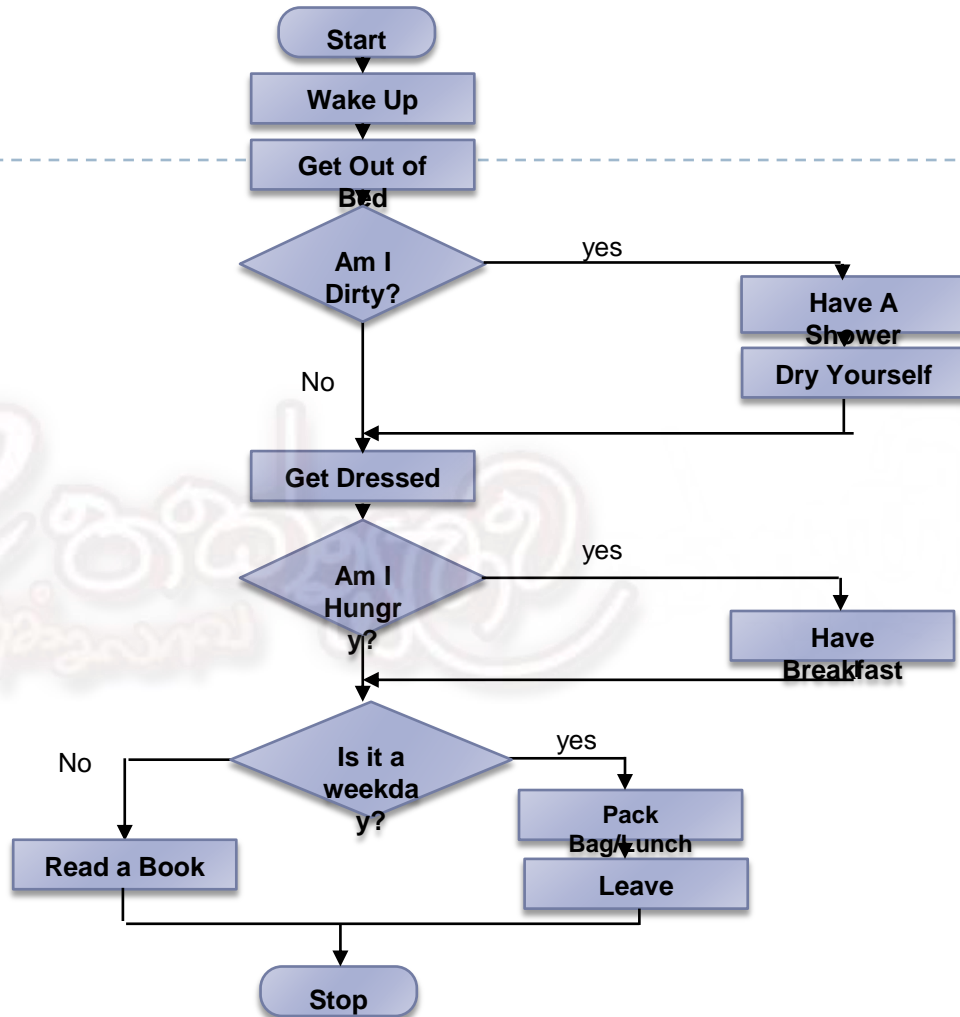 Start
Wake Up
Get Out of
Bed
Am I
Dirty?
yes
Have A
Shower
Dry Yourself
No
Get Dressed
Am I
Hungr
y?
yes
Have
Breakfast
Is it a
weekda
y?
No
yes
Pack
Bag/Lunch
Read a Book
Leave
Stop